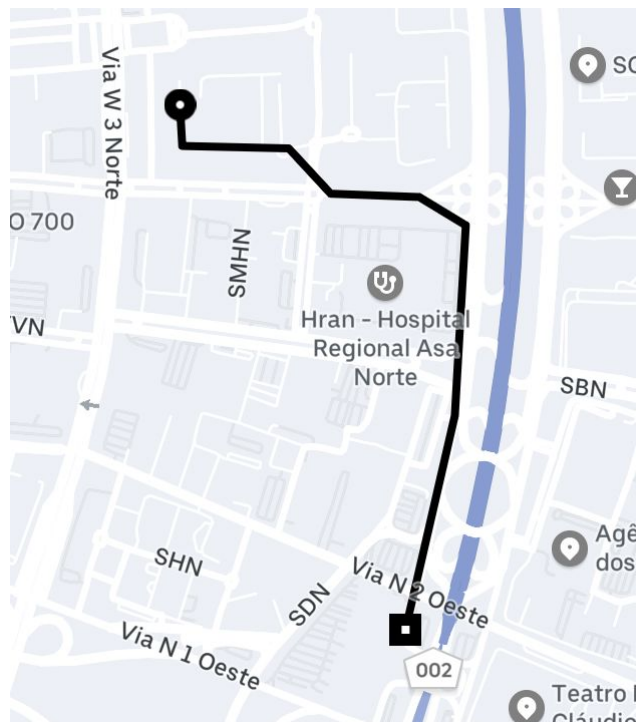 Via W 3 Norte
SC
O 700
SMHN
Hran - Hospital
Regional Asa
Norte
VN
SBN
Agê
dos
SHN
Via N 2 Oeste
SDN
Via N 1 Oeste
002
Teatro
Cláudio